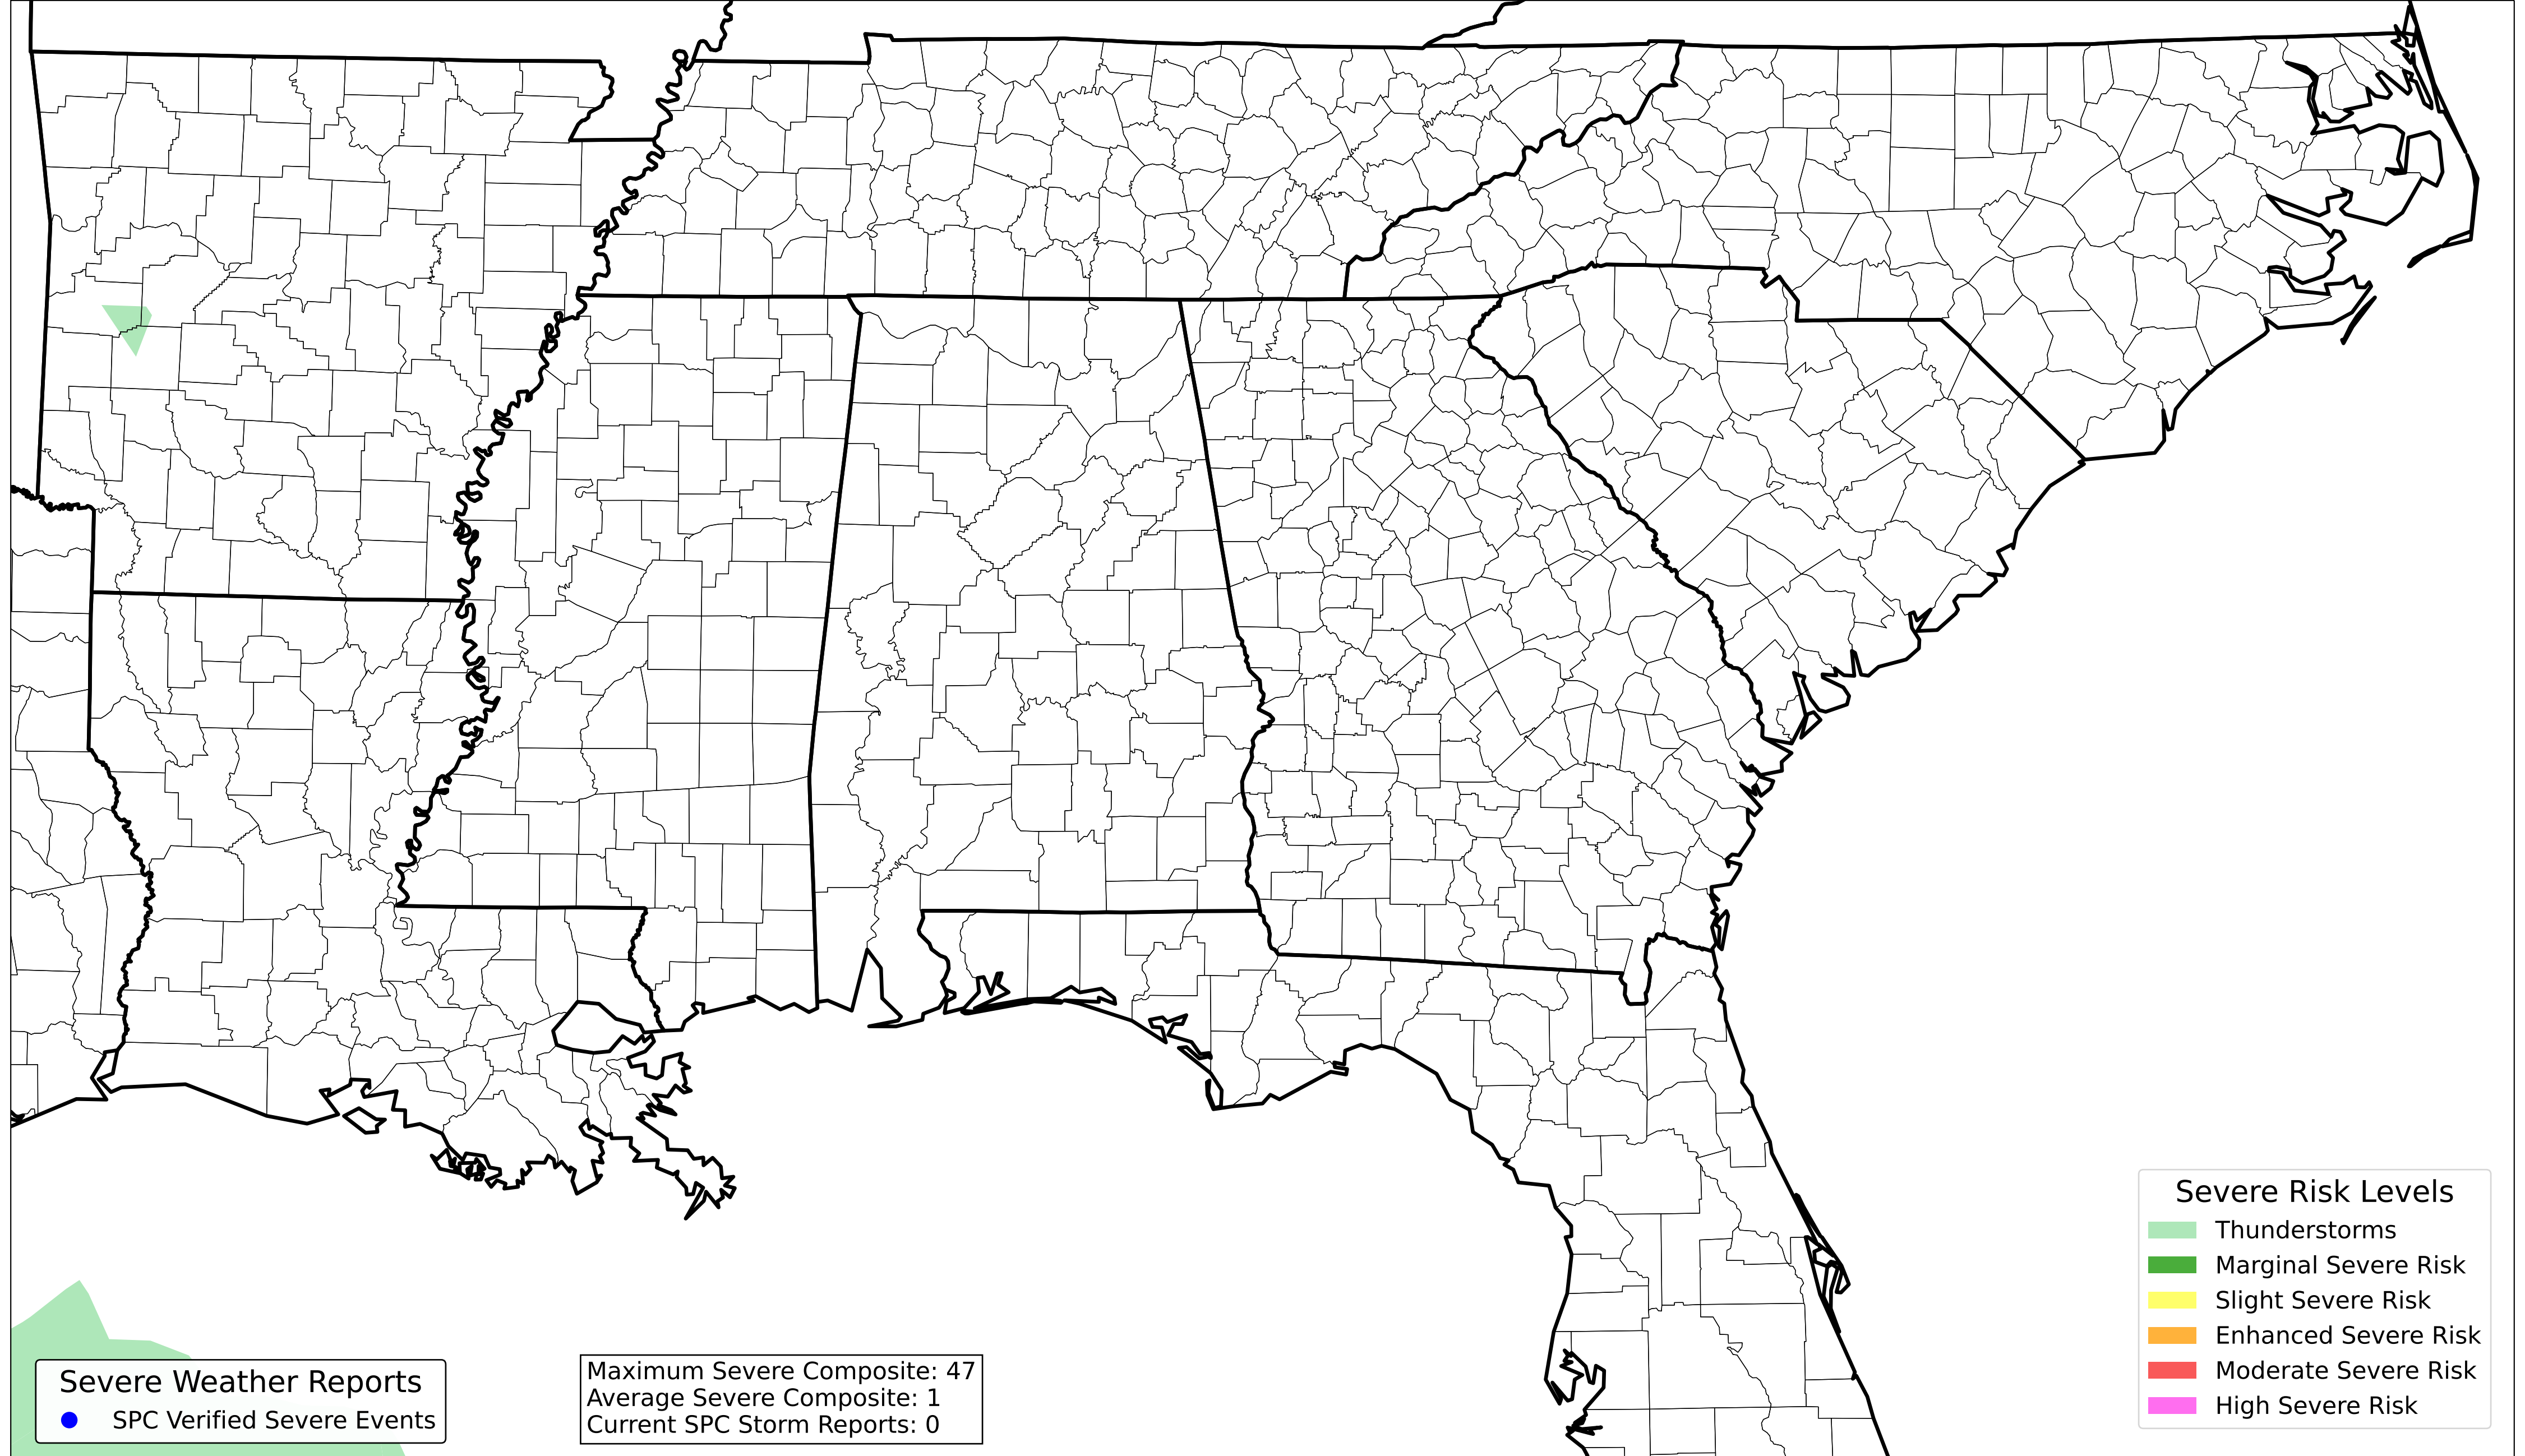 Severe Weather Reports
SPC Verified Severe Events
Maximum Severe Composite: 47
Average Severe Composite: 1
Current SPC Storm Reports: 0
Severe Risk Levels
Thunderstorms
Marginal Severe Risk
Slight Severe Risk
Enhanced Severe Risk
Moderate Severe Risk
High Severe Risk